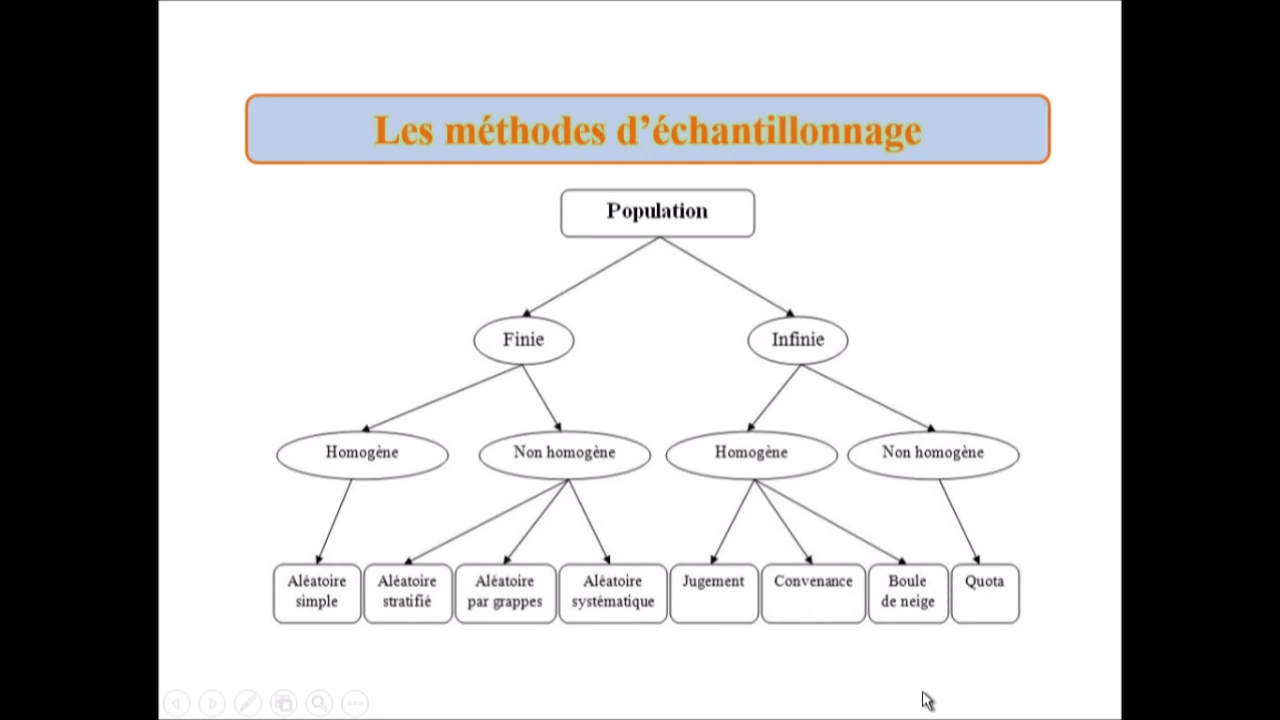 Les méthodes d'échantillonnage
Population
Finie
Infinie
Homogène
Non homogène
Homogène
Non homogène
Aléatoire
simple
Aléatoire
stratifié
Aléatoire
par grappes
Aléatoire
systématique
Jugement
Convenance
Boule
de neige
Quota